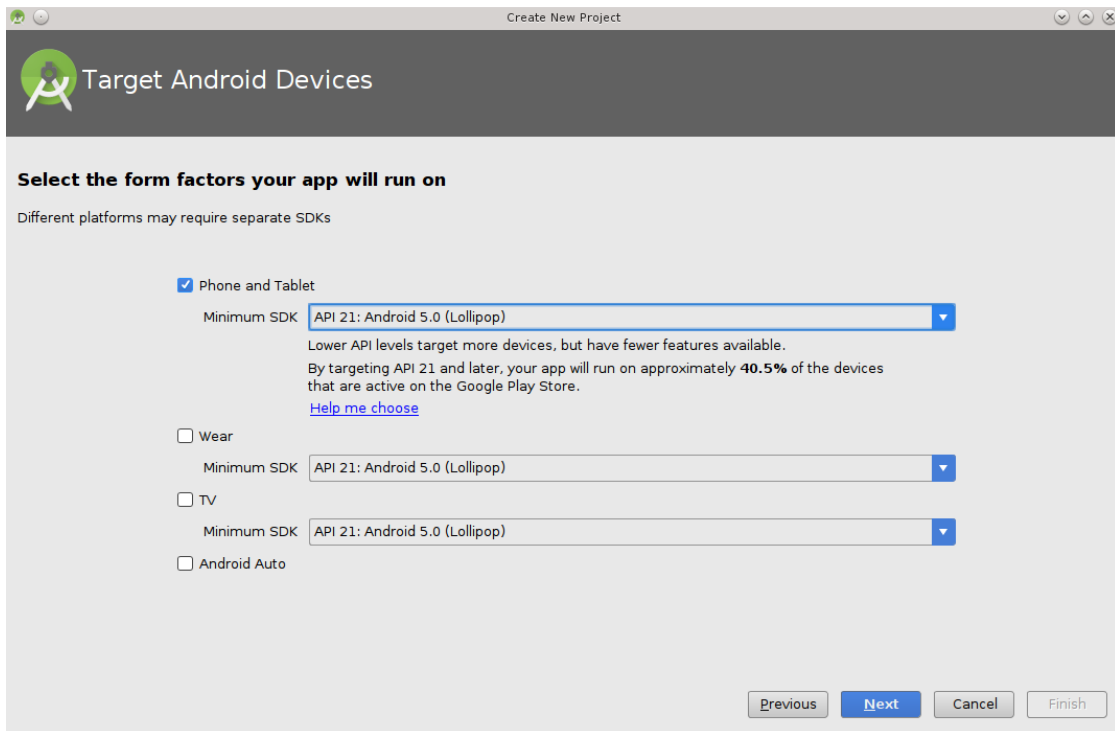 Create New Project
Target Android Devices
Select the form factors your app will run on
Different platforms may require separate SDKs
Phone and Tablet
Minimum SDK API 21: Android 5.0 (Lollipop)
Lower API levels target more devices, but have fewer features available.
By targeting API 21 and later, your app will run on approximately 40.5% of the devices
that are active on the Google Play Store.
Help me choose
Wear
Minimum SDK API 21: Android 5.0 (Lollipop)
TV
Minimum SDK API 21: Android 5.0 (Lollipop)
Android Auto
Previous Next Cancel Finish